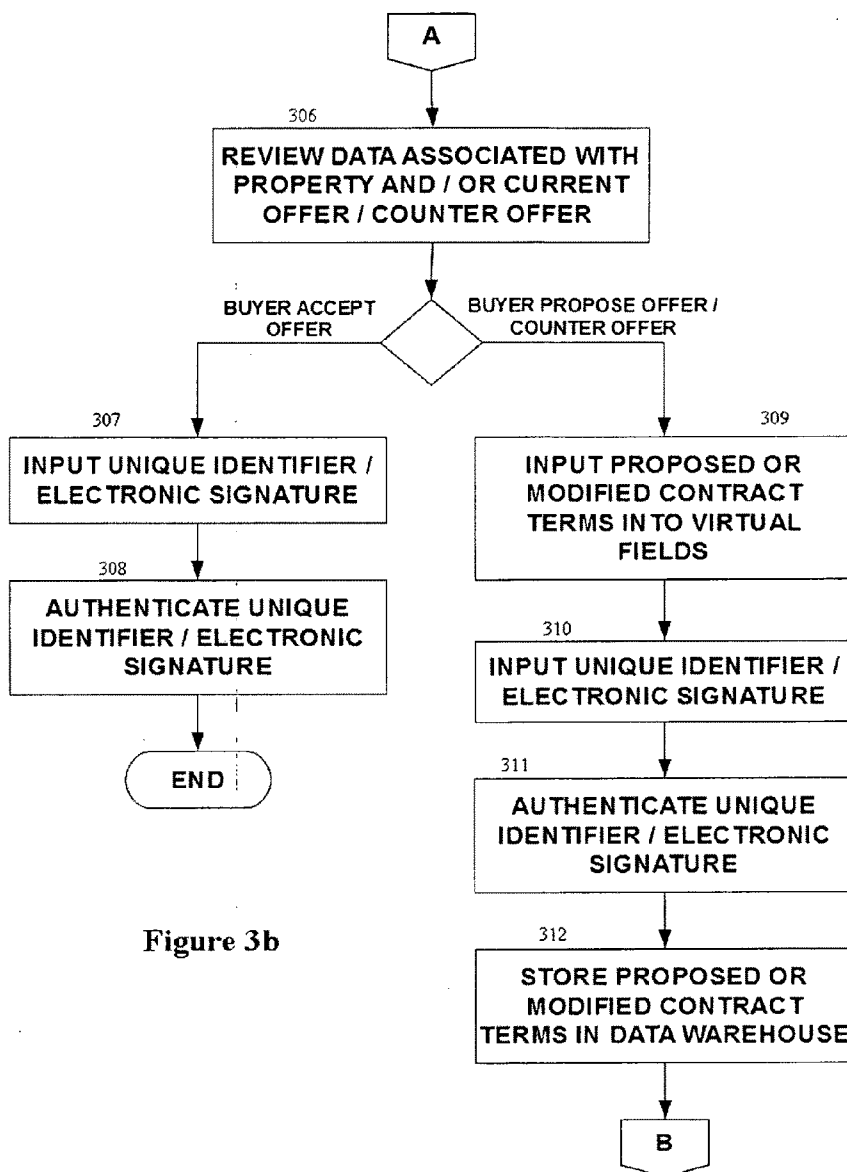 A
306
REVIEW DATA ASSOCIATED WITH
PROPERTY AND / OR CURRENT
OFFER / COUNTER OFFER
BUYER ACCEPT
OFFER
BUYER PROPOSE OFFER /
COUNTER OFFER
307
INPUT UNIQUE IDENTIFIER /
ELECTRONIC SIGNATURE
308
AUTHENTICATE UNIQUE
IDENTIFIER / ELECTRONIC
SIGNATURE
END
309
INPUT PROPOSED OR
MODIFIED CONTRACT
TERMS INTO VIRTUAL
FIELDS
310
INPUT UNIQUE IDENTIFIER /
ELECTRONIC SIGNATURE
311
AUTHENTICATE UNIQUE
IDENTIFIER / ELECTRONIC
SIGNATURE
312
STORE PROPOSED OR
MODIFIED CONTRACT
TERMS IN DATA WAREHOUSE
B
Figure 3b